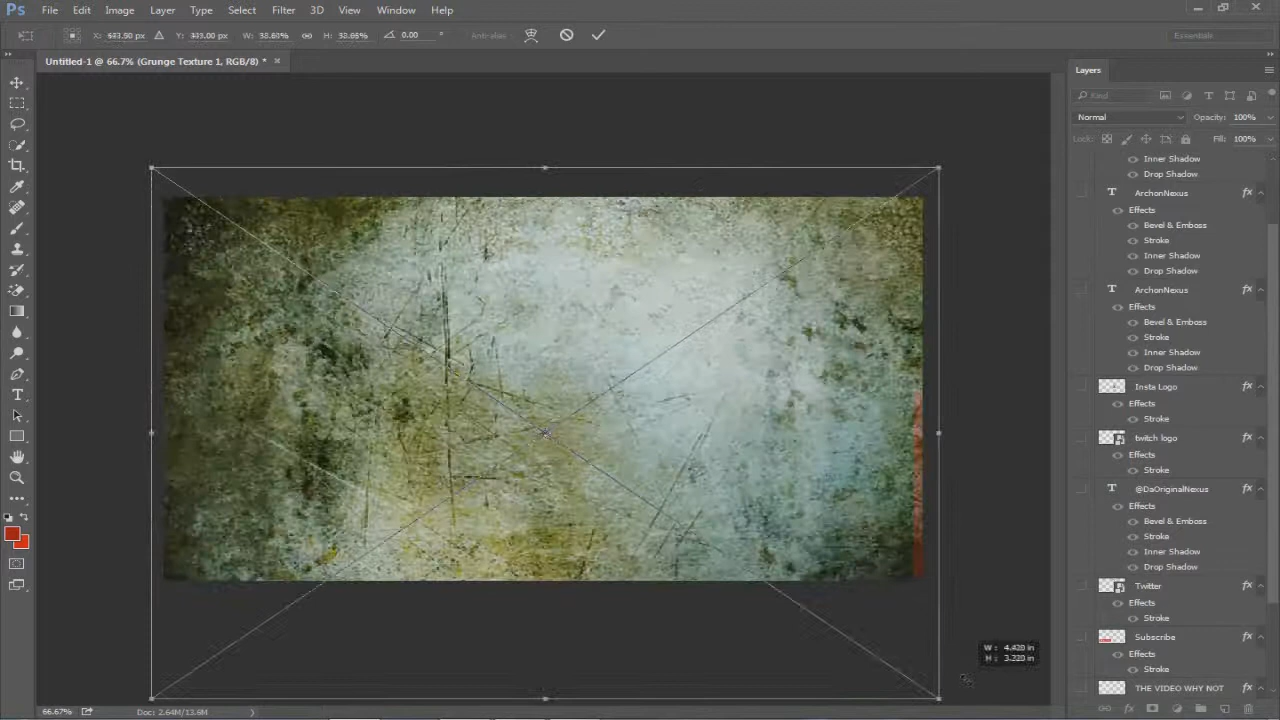 Ps File Edit Image Layer Type Select Filter 3D View Window Help
X: 543.50 px Y: 333.00 px W: 38.60% H: 38.65% 0.00 ° Anti-alias Essentials
Untitled-1 @ 66.7% (Grunge Texture 1, RGB/8) * ×
Layers
Kind
Normal Opacity: 100%
Lock: Fill: 100%
Inner Shadow
Drop Shadow
T ArchonNexus fx
Effects
Bevel & Emboss
Stroke
Inner Shadow
Drop Shadow
T ArchonNexus fx
Effects
Bevel & Emboss
Stroke
Inner Shadow
Drop Shadow
Insta Logo fx
Effects
Stroke
twitch logo fx
Effects
Stroke
T @DaOriginalNexus fx
Effects
Bevel & Emboss
Stroke
Inner Shadow
Drop Shadow
Twitter fx
Effects
Stroke
Subscribe fx
Effects
Stroke
THE VIDEO WHY NOT
W: 4.420 in
H: 3.220 in
66.67% Doc: 2.64M/13.6M